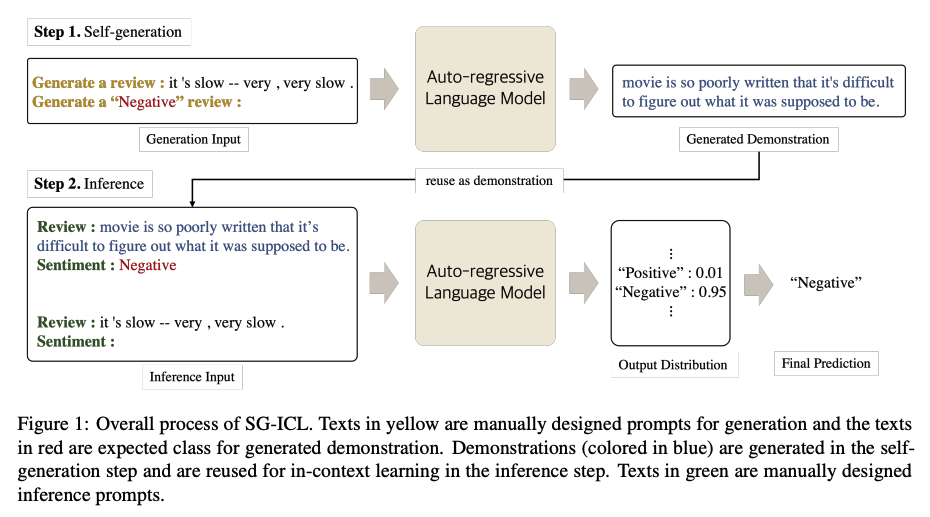 Step 1. Self-generation
Generate a review : it 's slow -- very , very slow .
Generate a “Negative” review :
Generation Input
Auto-regressive
Language Model
movie is so poorly written that it's difficult
to figure out what it was supposed to be.
Generated Demonstration
reuse as demonstration
Step 2. Inference
Review : movie is so poorly written that it’s
difficult to figure out what it was supposed to be.
Sentiment : Negative
Review : it 's slow -- very , very slow .
Sentiment :
Inference Input
Auto-regressive
Language Model
⋮
“Positive” : 0.01
“Negative” : 0.95
⋮
Output Distribution
“Negative”
Final Prediction
Figure 1: Overall process of SG-ICL. Texts in yellow are manually designed prompts for generation and the texts
in red are expected class for generated demonstration. Demonstrations (colored in blue) are generated in the self-
generation step and are reused for in-context learning in the inference step. Texts in green are manually designed
inference prompts.